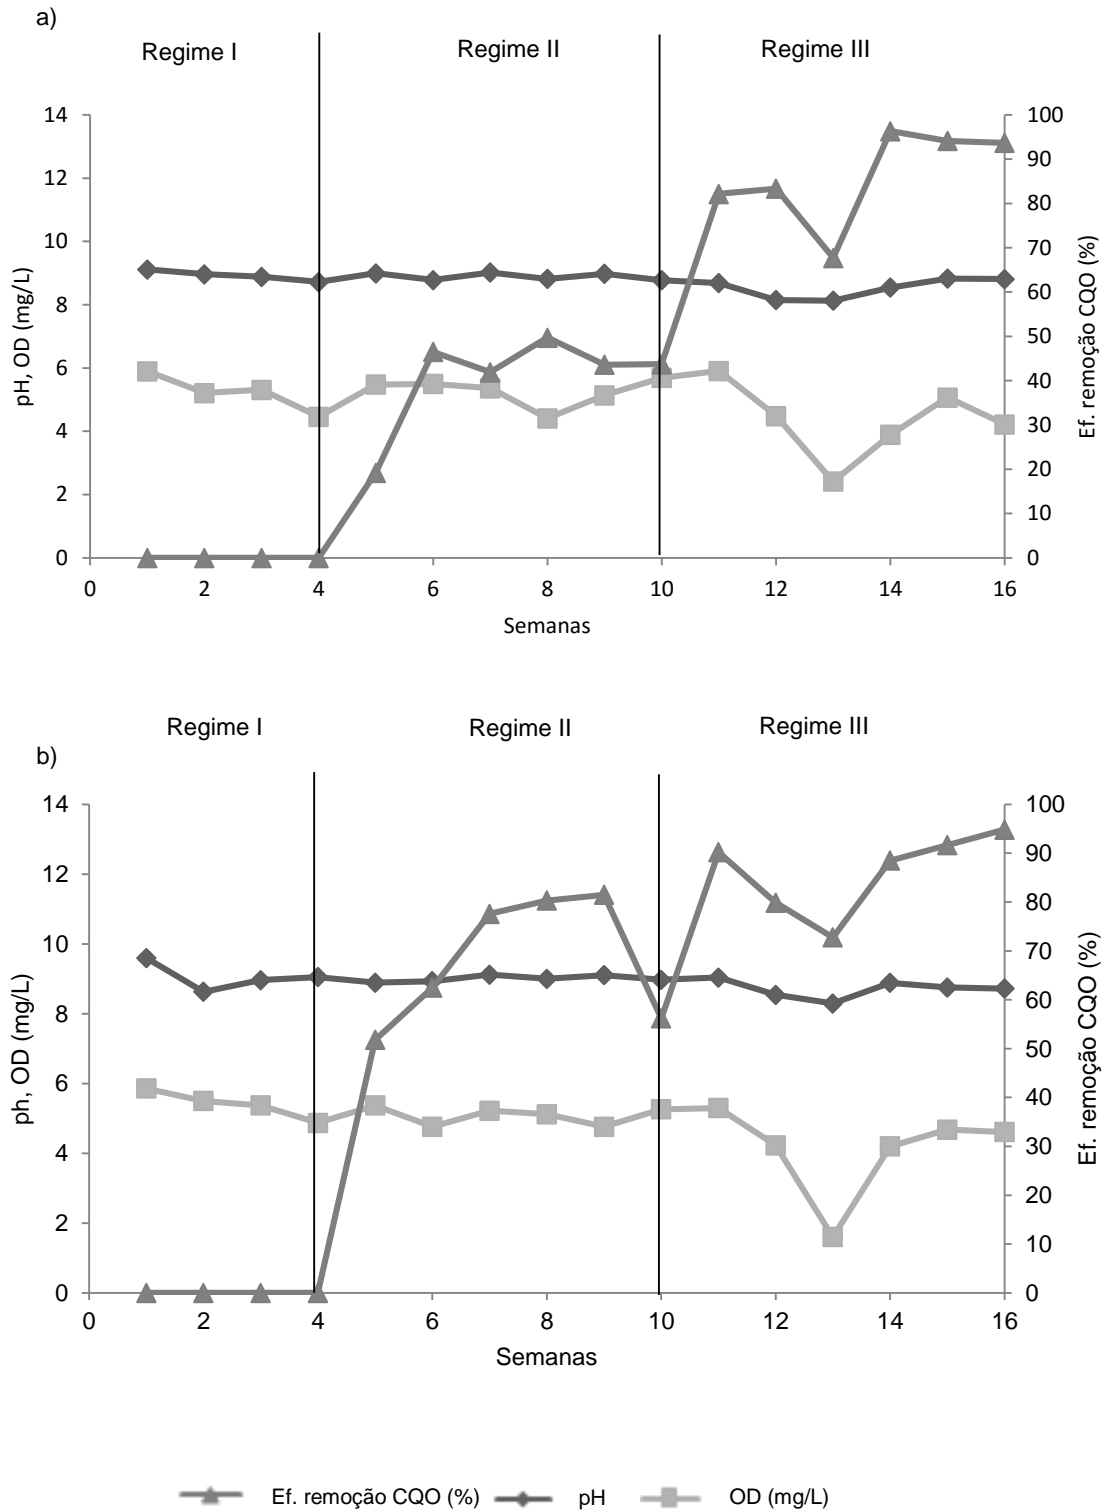 a)
Regime I Regime II Regime III
14 100
90
12
80
10 70
8 60
50
6
40
4 30
20
2
10
0 0
0 2 4 6 8 10 12 14 16
Semanas
pH, OD (mg/L)
Ef. remoção CQO (%)
Regime I Regime II Regime III
b)
14 100
90
12
80
10 70
8 60
50
6
40
4 30
20
2
10
0 0
0 2 4 6 8 10 12 14 16
Semanas
ph, OD (mg/L)
Ef. remoção CQO (%)
Ef. remoção CQO (%) pH OD (mg/L)